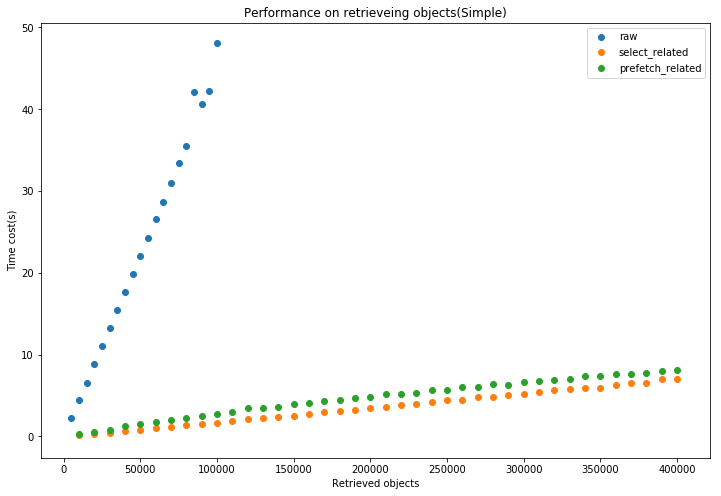 Performance on retrieveing objects(Simple)
raw
select_related
prefetch_related
Time cost(s)
50
40
30
20
10
0
0 50000 100000 150000 200000 250000 300000 350000 400000
Retrieved objects